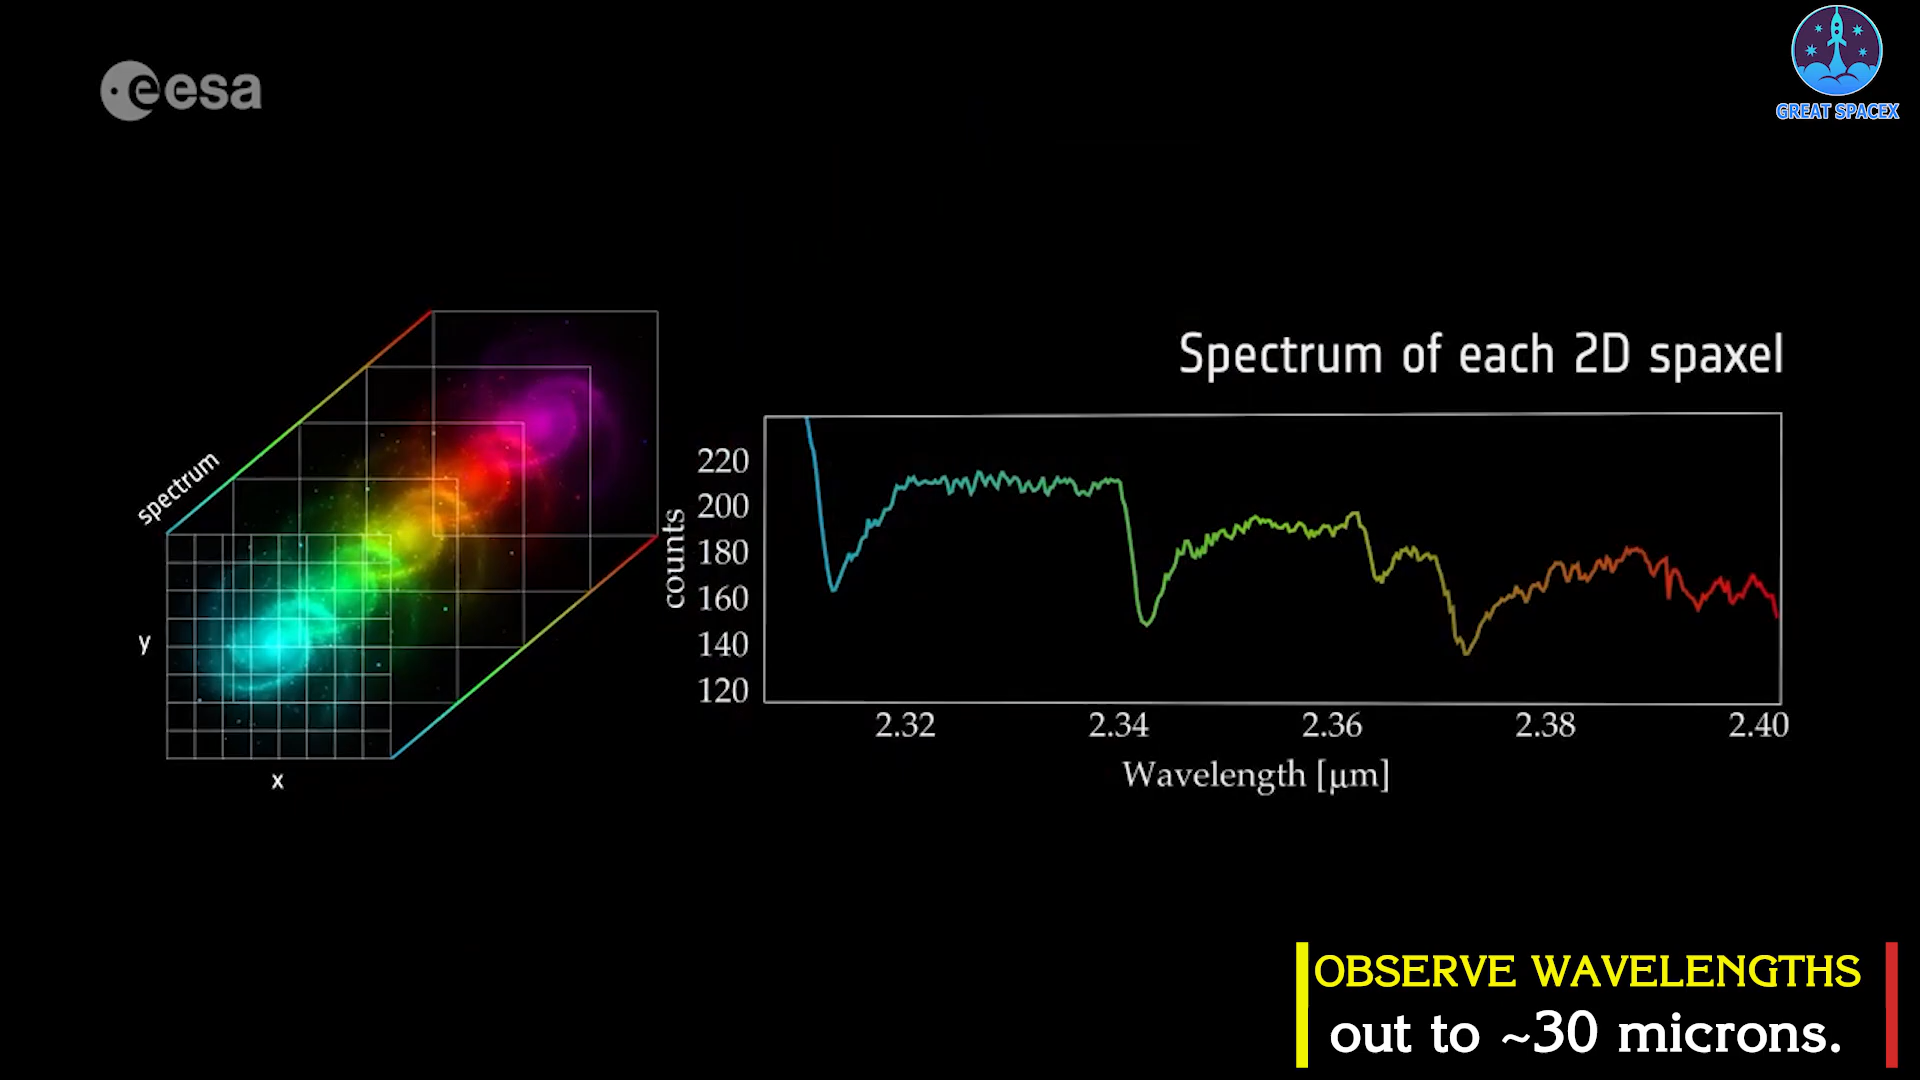 esa
GREAT SPACEX
Spectrum of each 2D spaxel
spectrum
y
x
counts
220
200
180
160
140
120
2.32 2.34 2.36 2.38 2.40
Wavelength [µm]
OBSERVE WAVELENGTHS
out to ~30 microns.